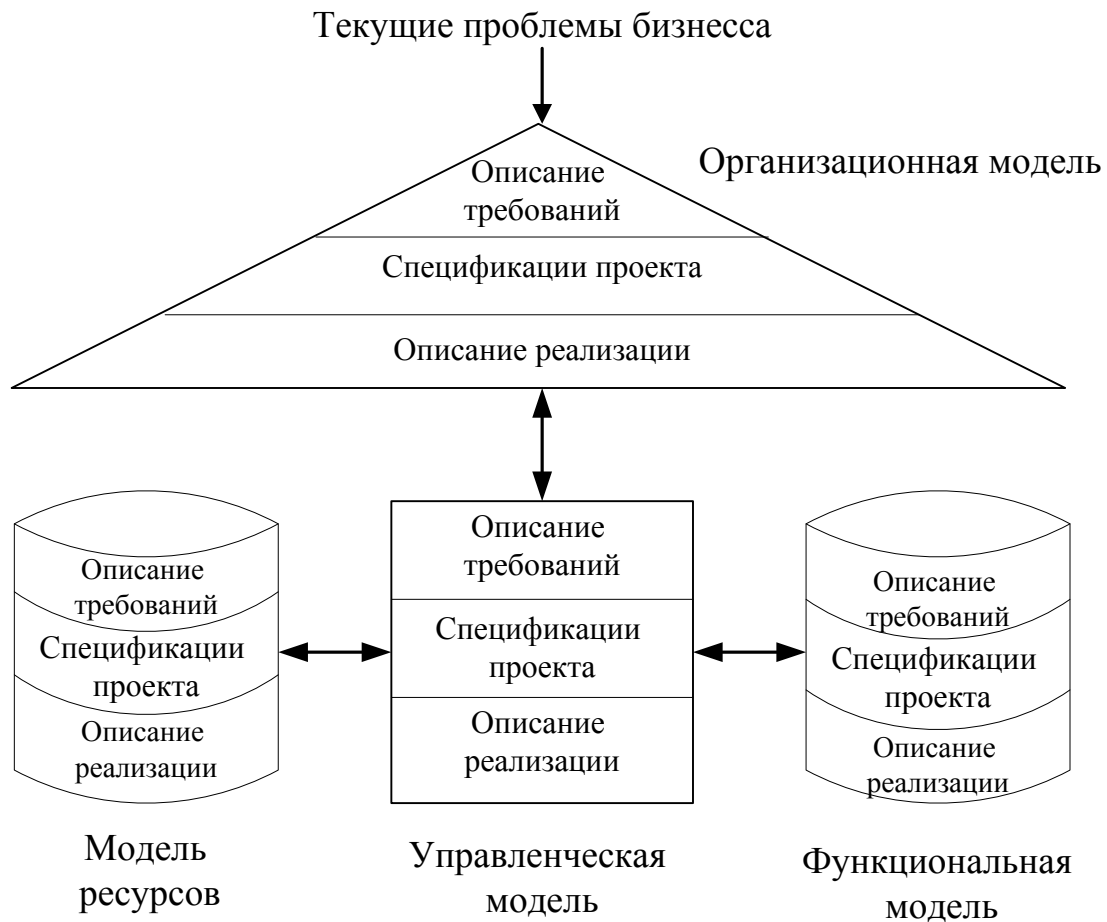 Текущие проблемы бизнесса
Описание
требований
Организационная модель
Спецификации проекта
Описание реализации
Описание
требований
Спецификации
проекта
Описание
реализации
Модель
ресурсов
Описание
требований
Спецификации
проекта
Описание
реализации
Управленческая
модель
Описание
требований
Спецификации
проекта
Описание
реализации
Функциональная
модель